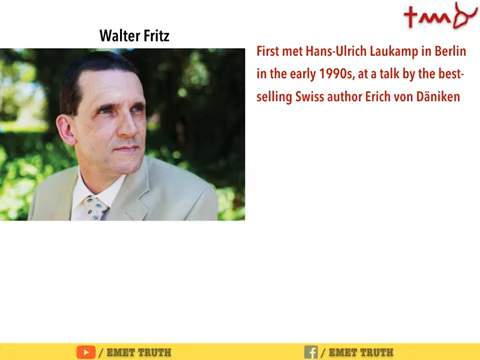 Walter Fritz
First met Hans-Ulrich Laukamp in Berlin
in the early 1990s, at a talk by the best-
selling Swiss author Erich von Däniken
/ EMET TRUTH
/ EMET TRUTH